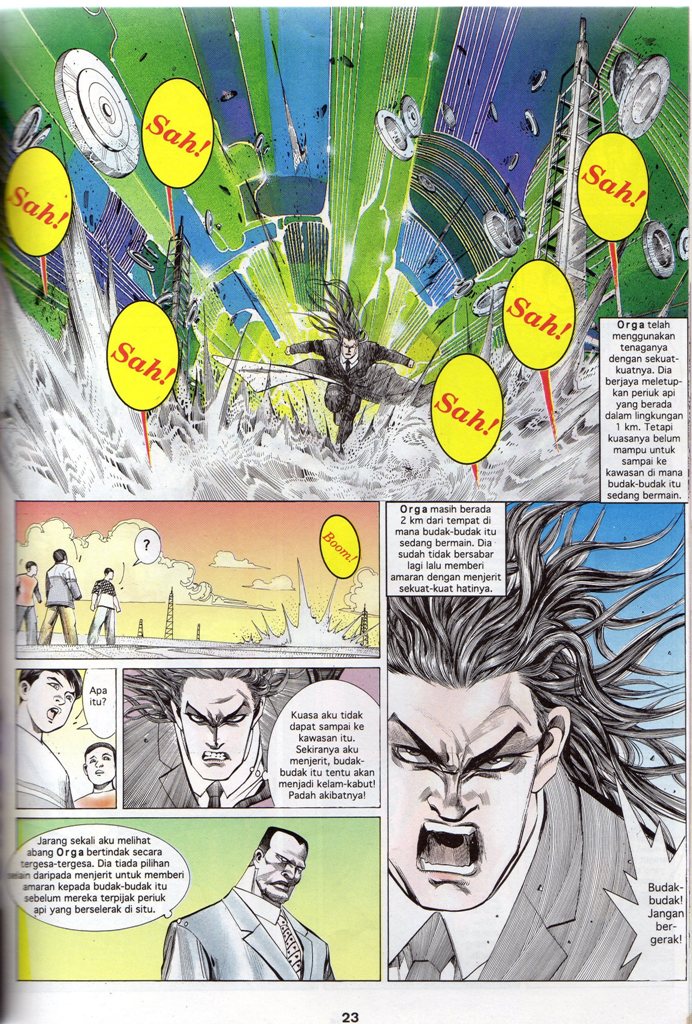 Sah!
Sah!
Sah!
Sah!
Sah!
Sah!
Orga telah
menggunakan
tenaganya
dengan sekuat-
kuatnya. Dia
berjaya meletup-
kan periuk api
yang berada
dalam lingkungan
1 km. Tetapi
kuasanya belum
mampu untuk
sampai ke
kawasan di mana
budak-budak itu
sedang bermain.
?
Boom!
Orga masih berada
2 km dari tempat di
mana budak-budak itu
sedang bermain. Dia
sudah tidak bersabar
lagi lalu memberi
amaran dengan menjerit
sekuat-kuat hatinya.
Apa
itu?
Kuasa aku tidak
dapat sampai ke
kawasan itu.
Sekiranya aku
menjerit, budak-
budak itu tentu akan
menjadi kelam-kabut!
Padah akibatnya!
Jarang sekali aku melihat
abang Orga bertindak secara
tergesa-tergesa. Dia tiada pilihan
selain daripada menjerit untuk memberi
amaran kepada budak-budak itu
sebelum mereka terpijak periuk
api yang berselerak di situ.
Budak-
budak!
Jangan
ber-
gerak!
23